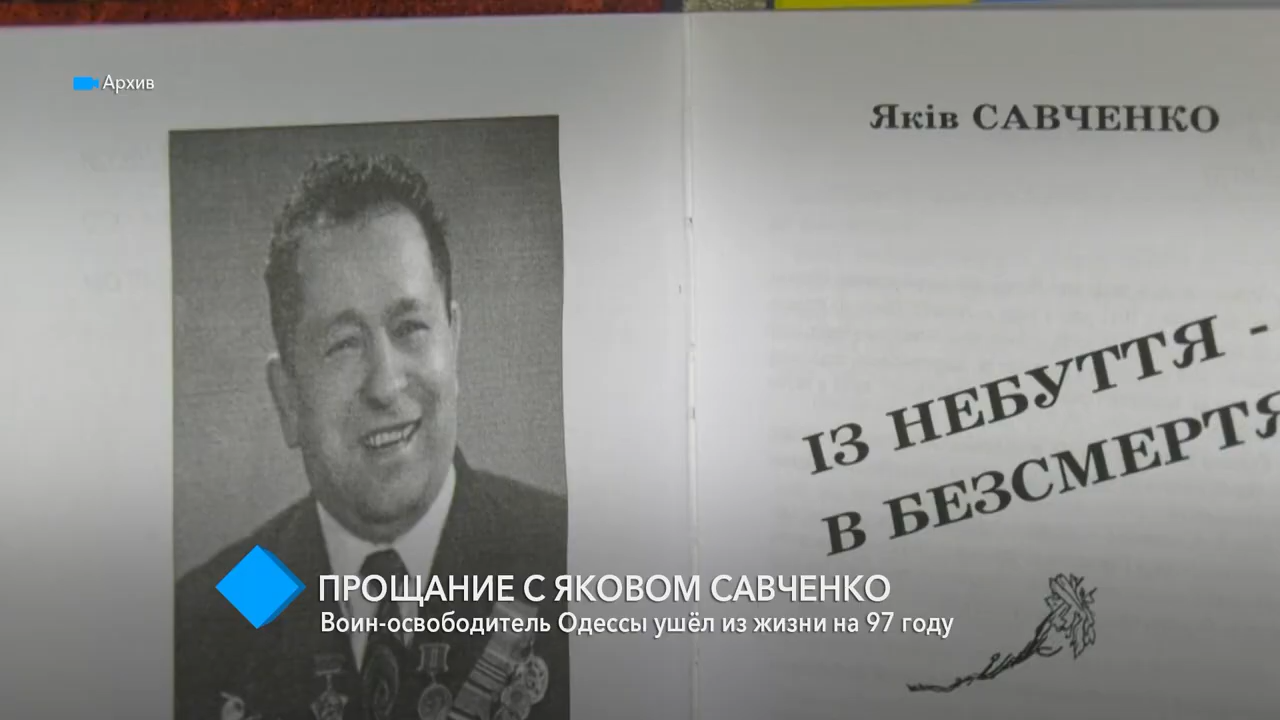 Архив
Яків САВЧЕНКО
ІЗ НЕБУТТЯ -
В БЕЗСМЕРТЯ
ПРОЩАНИЕ С ЯКОВОМ САВЧЕНКО
Воин-освободитель Одессы ушёл из жизни на 97 году